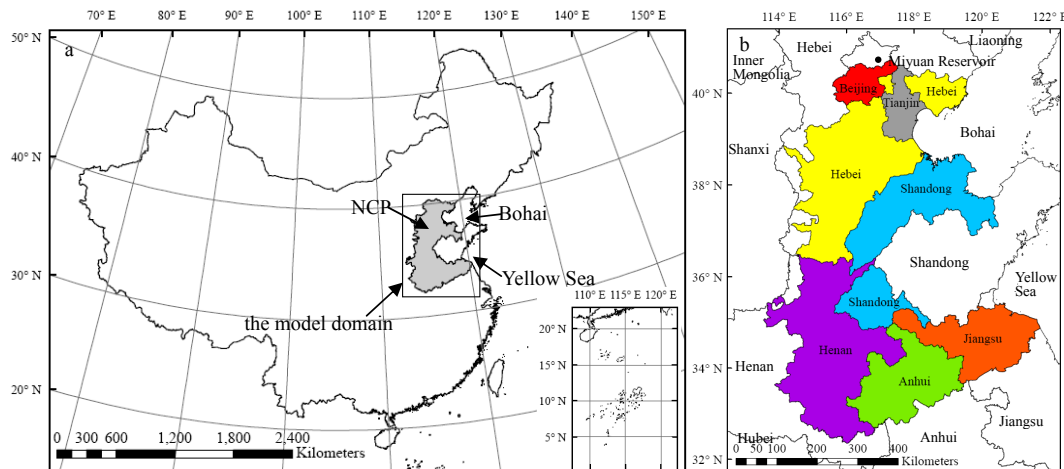 70° E
80° E
90° E
100° E
110° E
120° E
130° E
140° E
150° E
50° N
40° N
30° N
20° N
a
NCP
Bohai
Yellow Sea
the model domain
110° E
115° E
120° E
20° N
15° N
10° N
5° N
0 300 600 1,200 1,800 2,400
Kilometers
114° E
116° E
118° E
120° E
122° E
40° N
38° N
36° N
34° N
32° N
b
Hebei
Liaoning
Inner
Mongolia
Miyuan Reservoir
Beijing
Tianjin
Hebei
Bohai
Shanxi
Hebei
Shandong
Shandong
Yellow
Sea
Shandong
Jiangsu
Henan
Henan
Anhui
Jiangsu
Hubei
Anhui
0 50 100 200 300 400
Kilometers